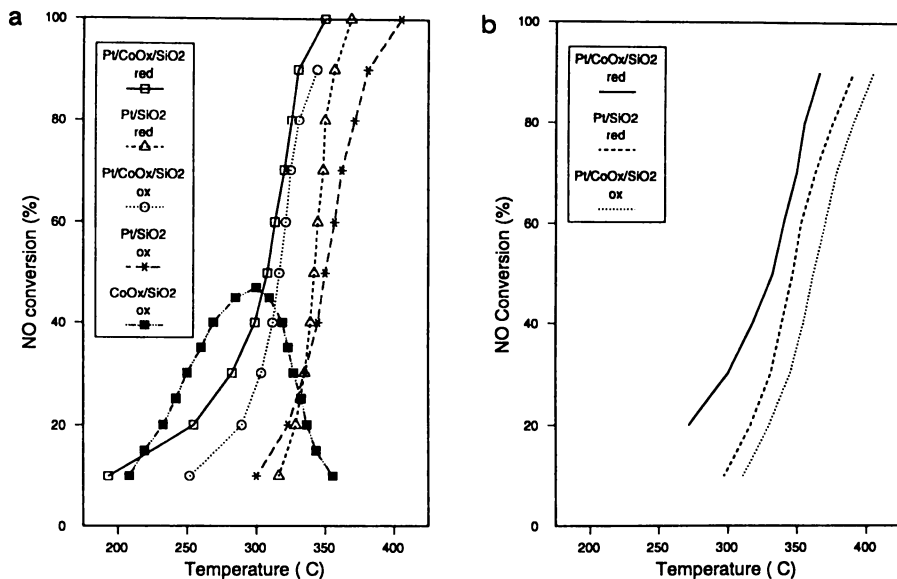 a
NO conversion (%)
100
80
60
40
20
0
Pt/CoOx/SiO2
red
Pt/SiO2
red
Pt/CoOx/SiO2
ox
Pt/SiO2
ox
CoOx/SiO2
ox
200 250 300 350 400
Temperature ( C)
b
NO Conversion (%)
100
80
60
40
20
0
Pt/CoOx/SiO2
red
Pt/SiO2
red
Pt/CoOx/SiO2
ox
200 250 300 350 400
Temperature ( C)